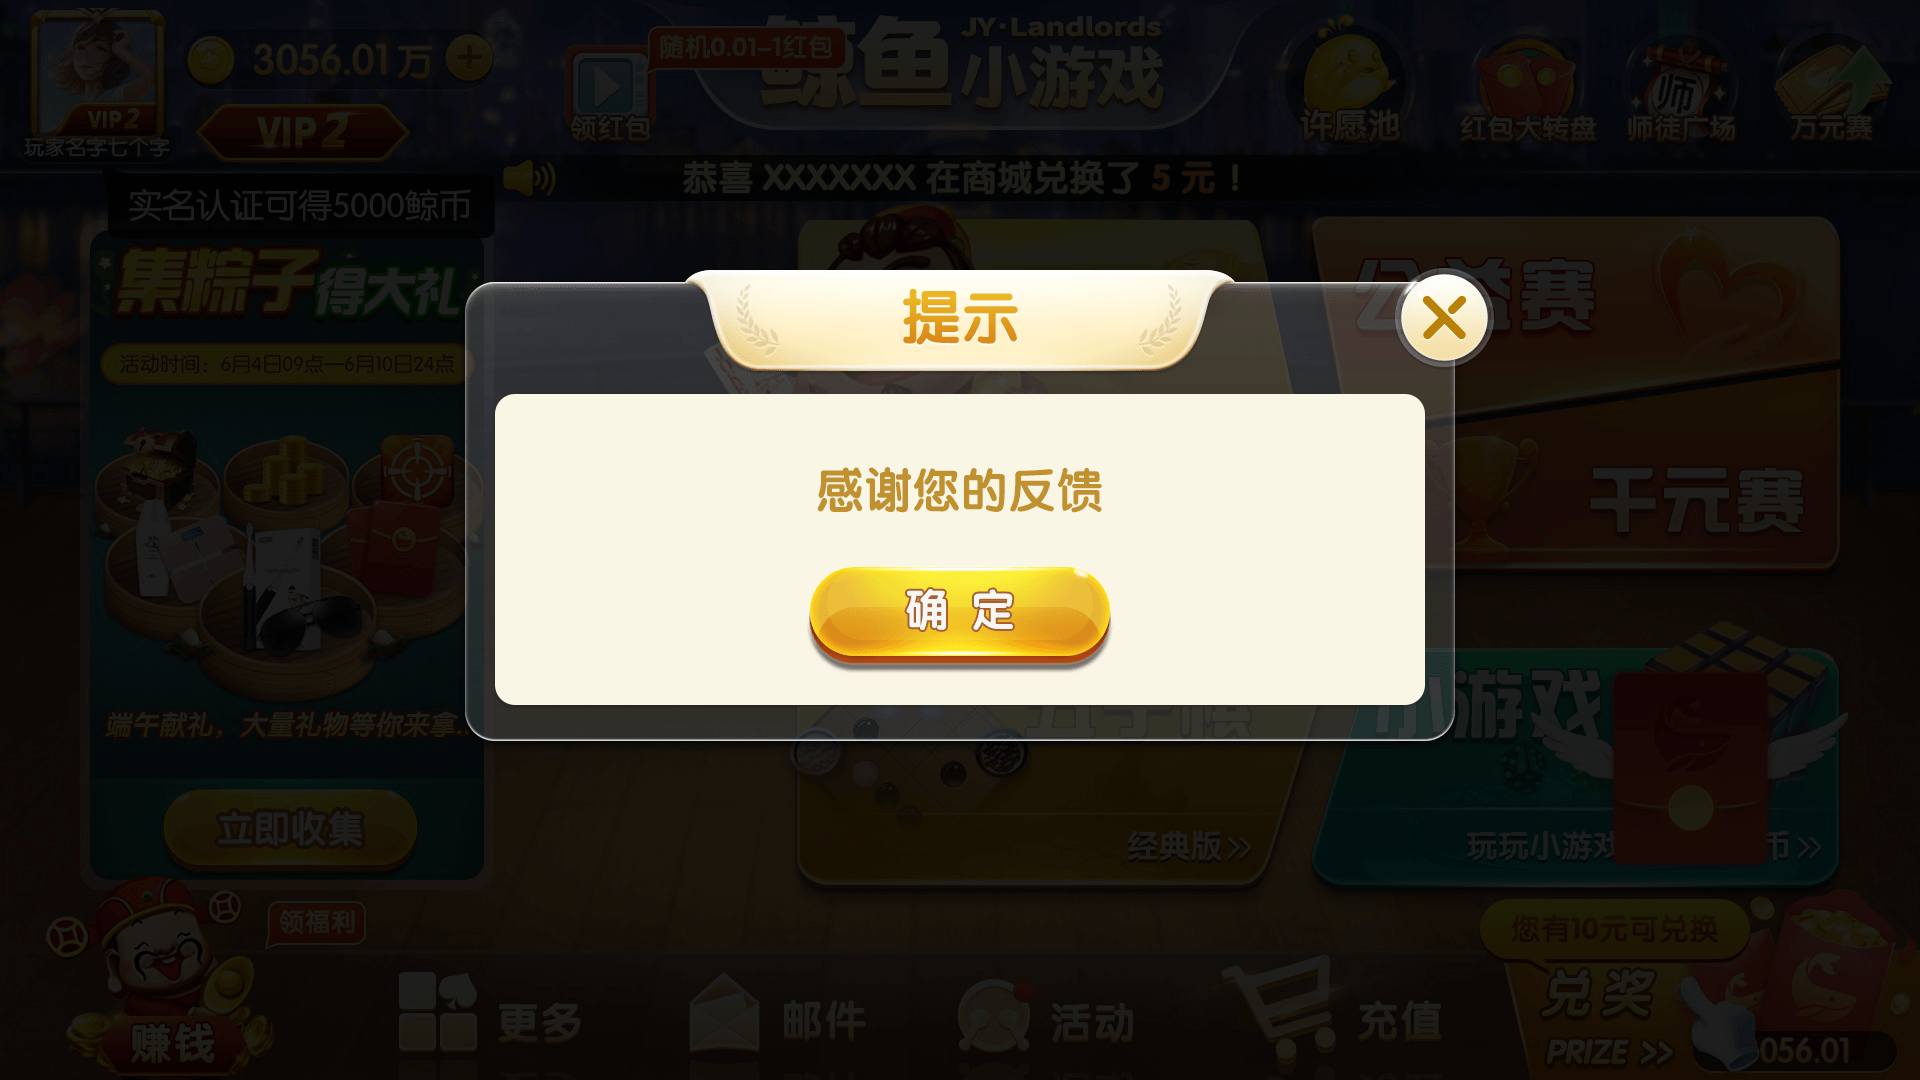 3056.01万
VIP 2
玩家名字七个字
VIP 2
随机0.01-1红包
领红包
鲸鱼小游戏
JY·Landlords
许愿池
红包大转盘
师
师徒广场
万元赛
恭喜 XXXXXXX 在商城兑换了 5 元！
实名认证可得5000鲸币
集粽子得大礼
活动时间：6月4日09点—6月10日24点
端午献礼，大量礼物等你来拿..
立即收集
公益赛
千元赛
提示
感谢您的反馈
确 定
五子棋
经典版
小游戏
玩玩小游戏
币
领福利
赚钱
更多
邮件
活动
充值
您有10元可兑换
兑奖
PRIZE >>
056.01